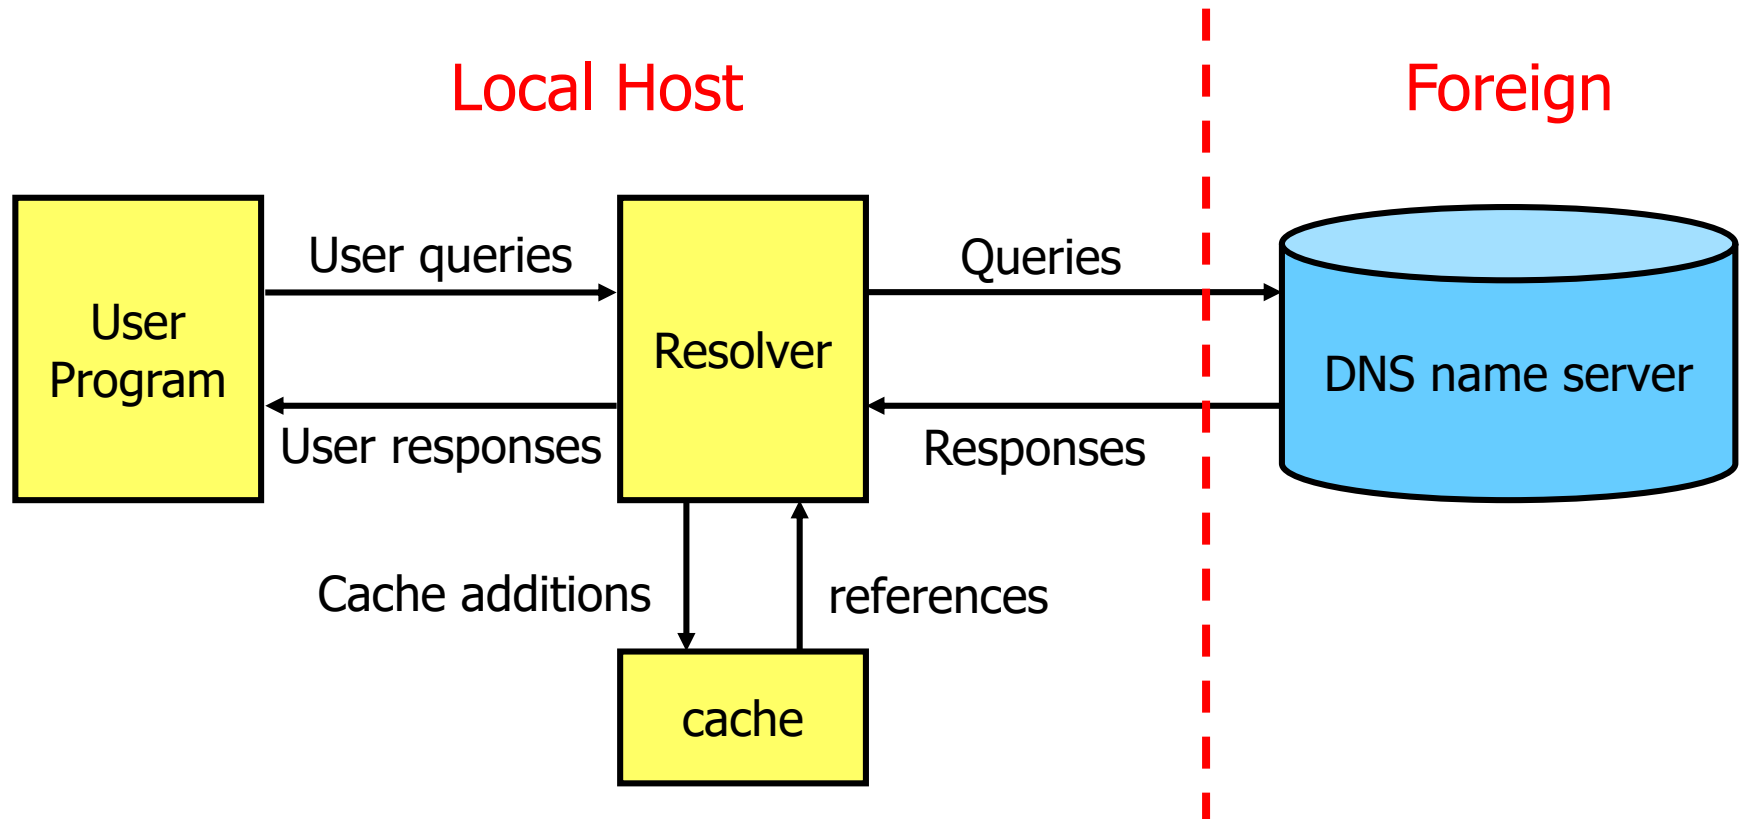 Local Host
Foreign
User queries
Queries
User
Program
Resolver
DNS name server
User responses
Responses
Cache additions
references
cache